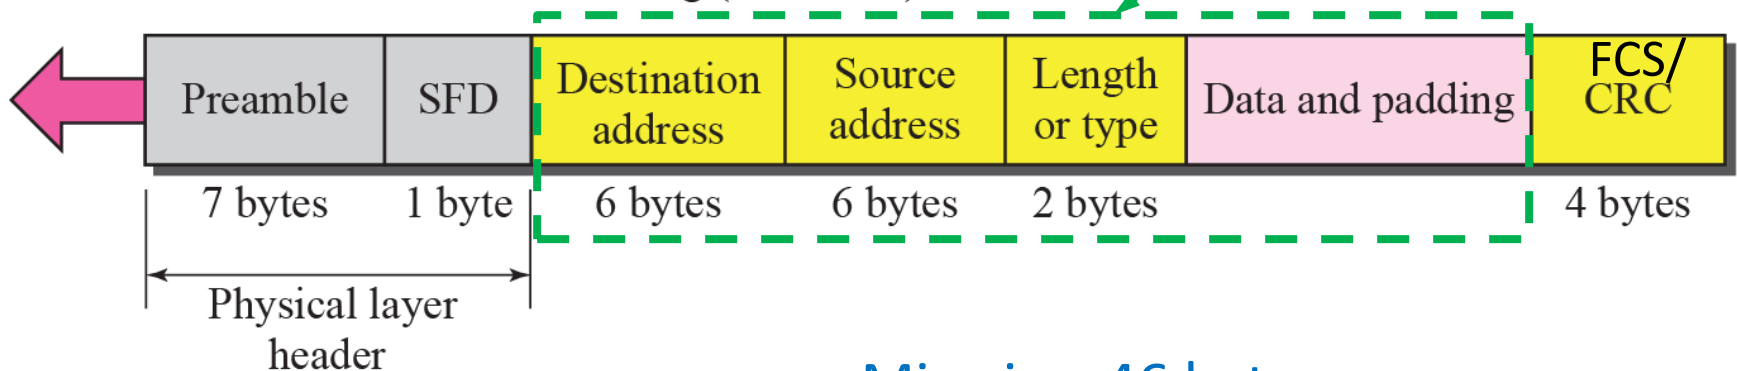 Preamble
SFD
Destination
address
Source
address
Length
or type
Data and padding
FCS/
CRC
7 bytes
1 byte
6 bytes
6 bytes
2 bytes
4 bytes
Physical layer
header